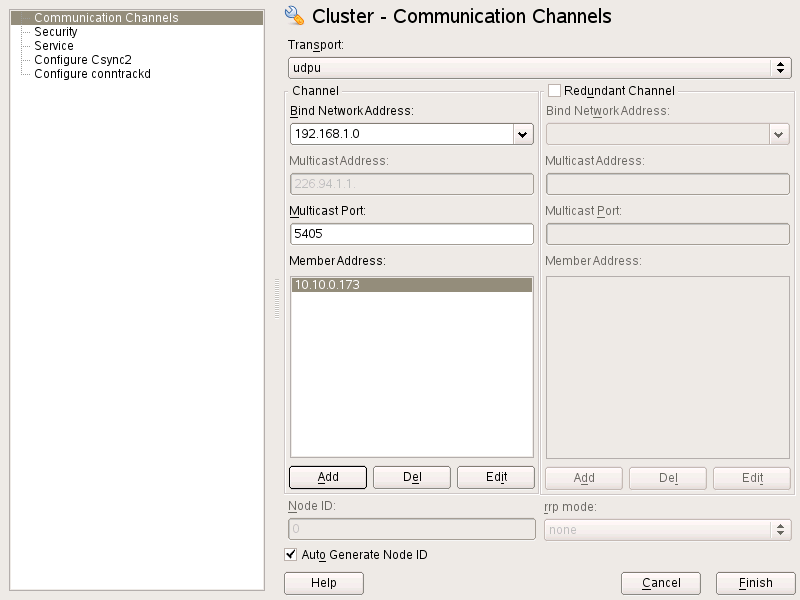 Communication Channels
Security
Service
Configure Csync2
Configure conntrackd
Cluster - Communication Channels
Transport:
udpu
Channel
Bind Network Address:
192.168.1.0
Multicast Address:
226.94.1.1.
Multicast Port:
5405
Member Address:
10.10.0.173
Add Del Edit
Node ID:
0
Auto Generate Node ID
Redundant Channel
Bind Network Address:
Multicast Address:
Multicast Port:
Member Address:
Add Del Edit
rrp mode:
none
Help Cancel Finish